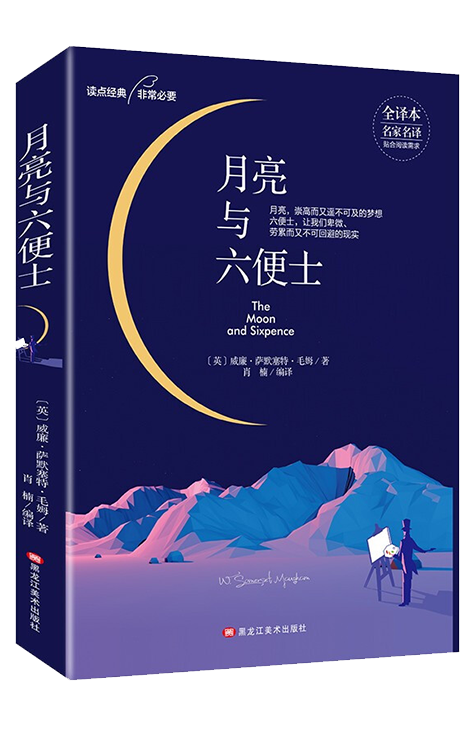 读点经典 非常必要
全译本
名家名译
贴合阅读需求
月亮
与
六便士
月亮，崇高而又遥不可及的梦想
六便士，让我们卑微、
劳累而又不可回避的现实
The
Moon
and Sixpence
〔英〕威廉·萨默塞特·毛姆/著
肖 楠/编译
W. Somerset Maugham
黑龙江美术出版社
月亮与六便士
〔英〕威廉·萨默塞特·毛姆/著
肖 楠/编译
黑龙江美术出版社